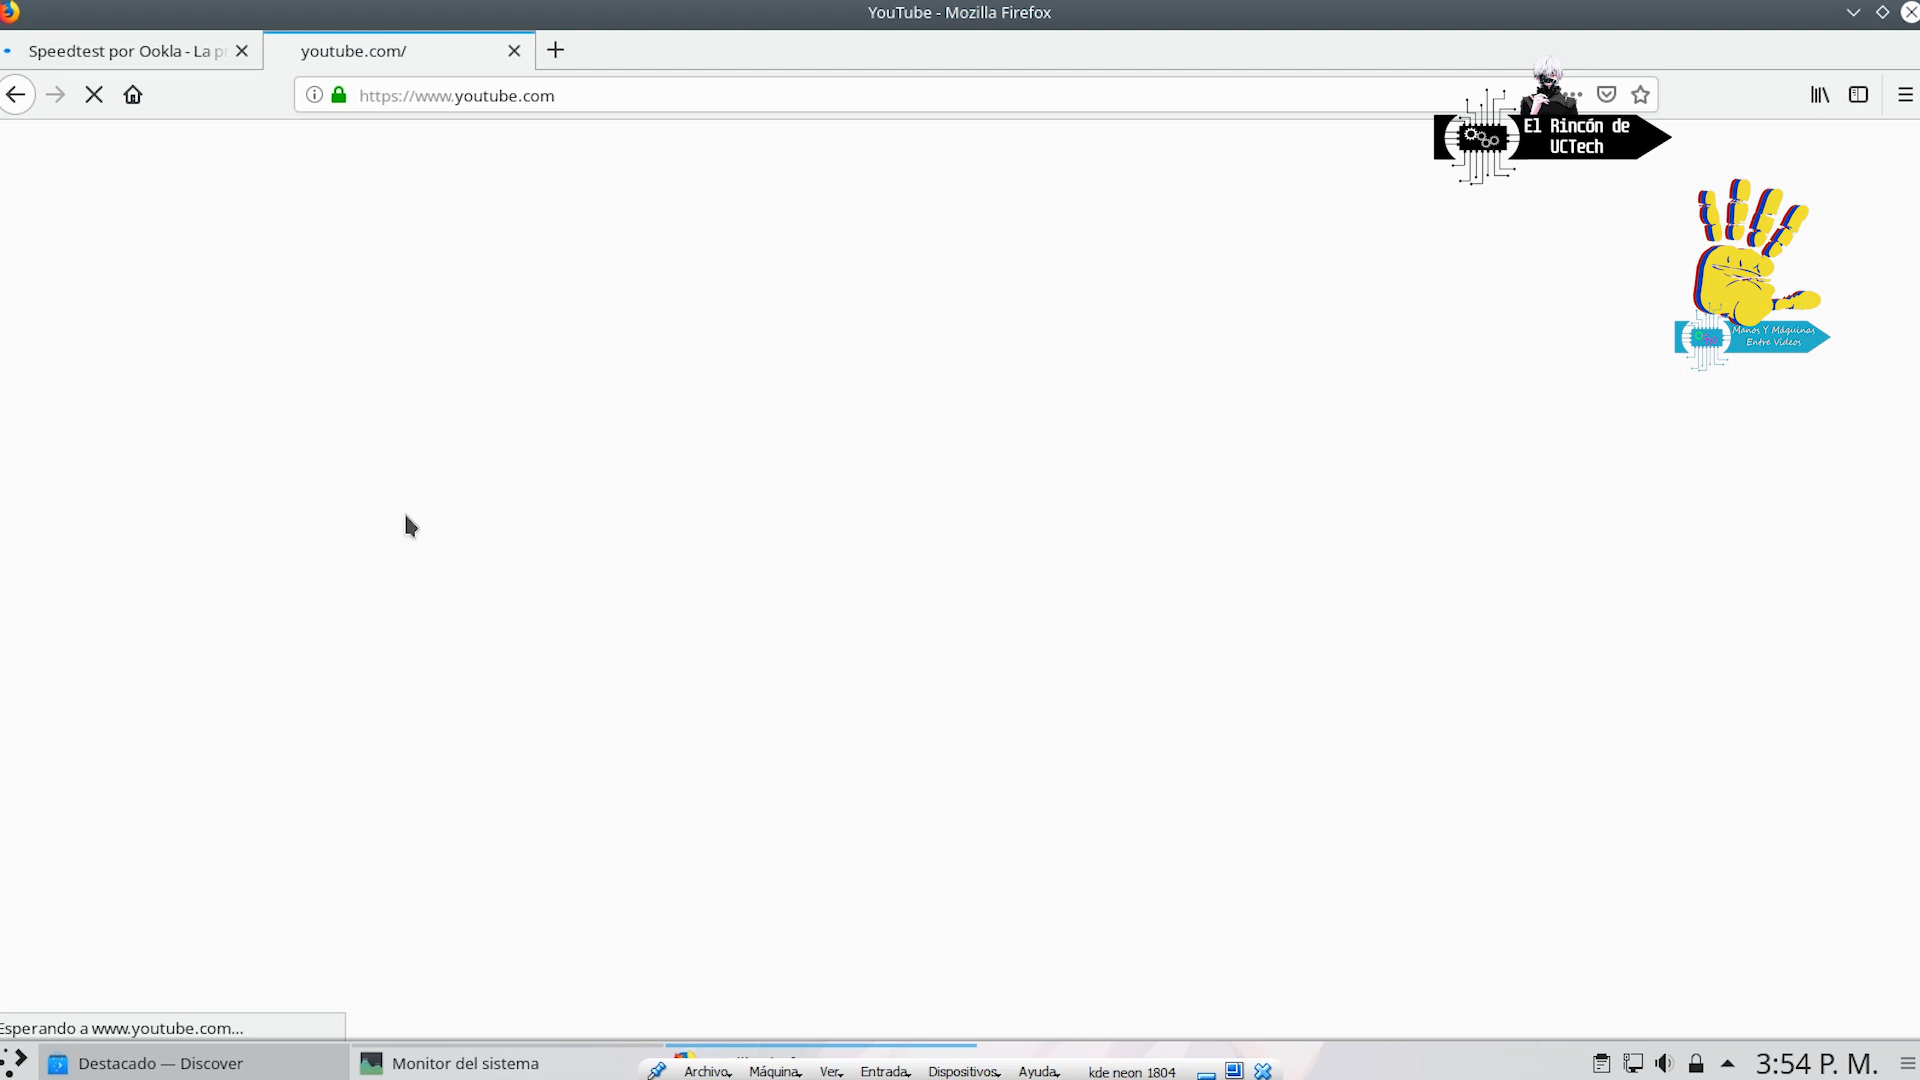 YouTube - Mozilla Firefox
Speedtest por Ookla - La p
youtube.com/
https://www.youtube.com
El Rincón de
UCTech
Manos Y Máquinas
Entre Videos
Esperando a www.youtube.com...
Destacado — Discover
Monitor del sistema
Archivo
Máquina
Ver
Entrada
Dispositivos
Ayuda
kde neon 1804
3:54 P. M.